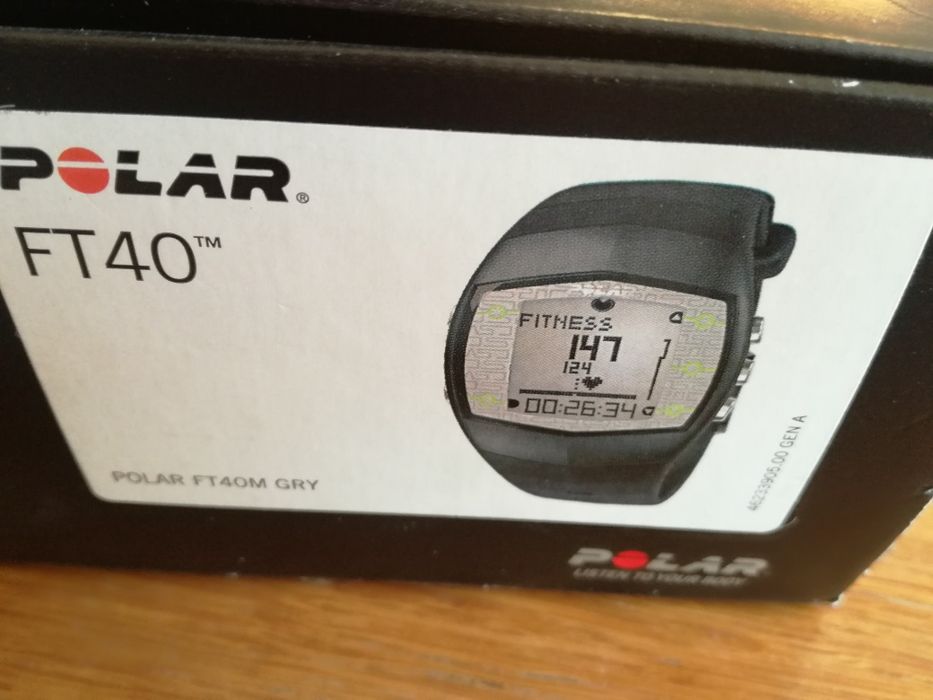 POLAR®
FT40™
FITNESS
147
124
00:26:34
POLAR FT40M GRY
46233906.00 GEN A
POLAR
LISTEN TO YOUR BODY